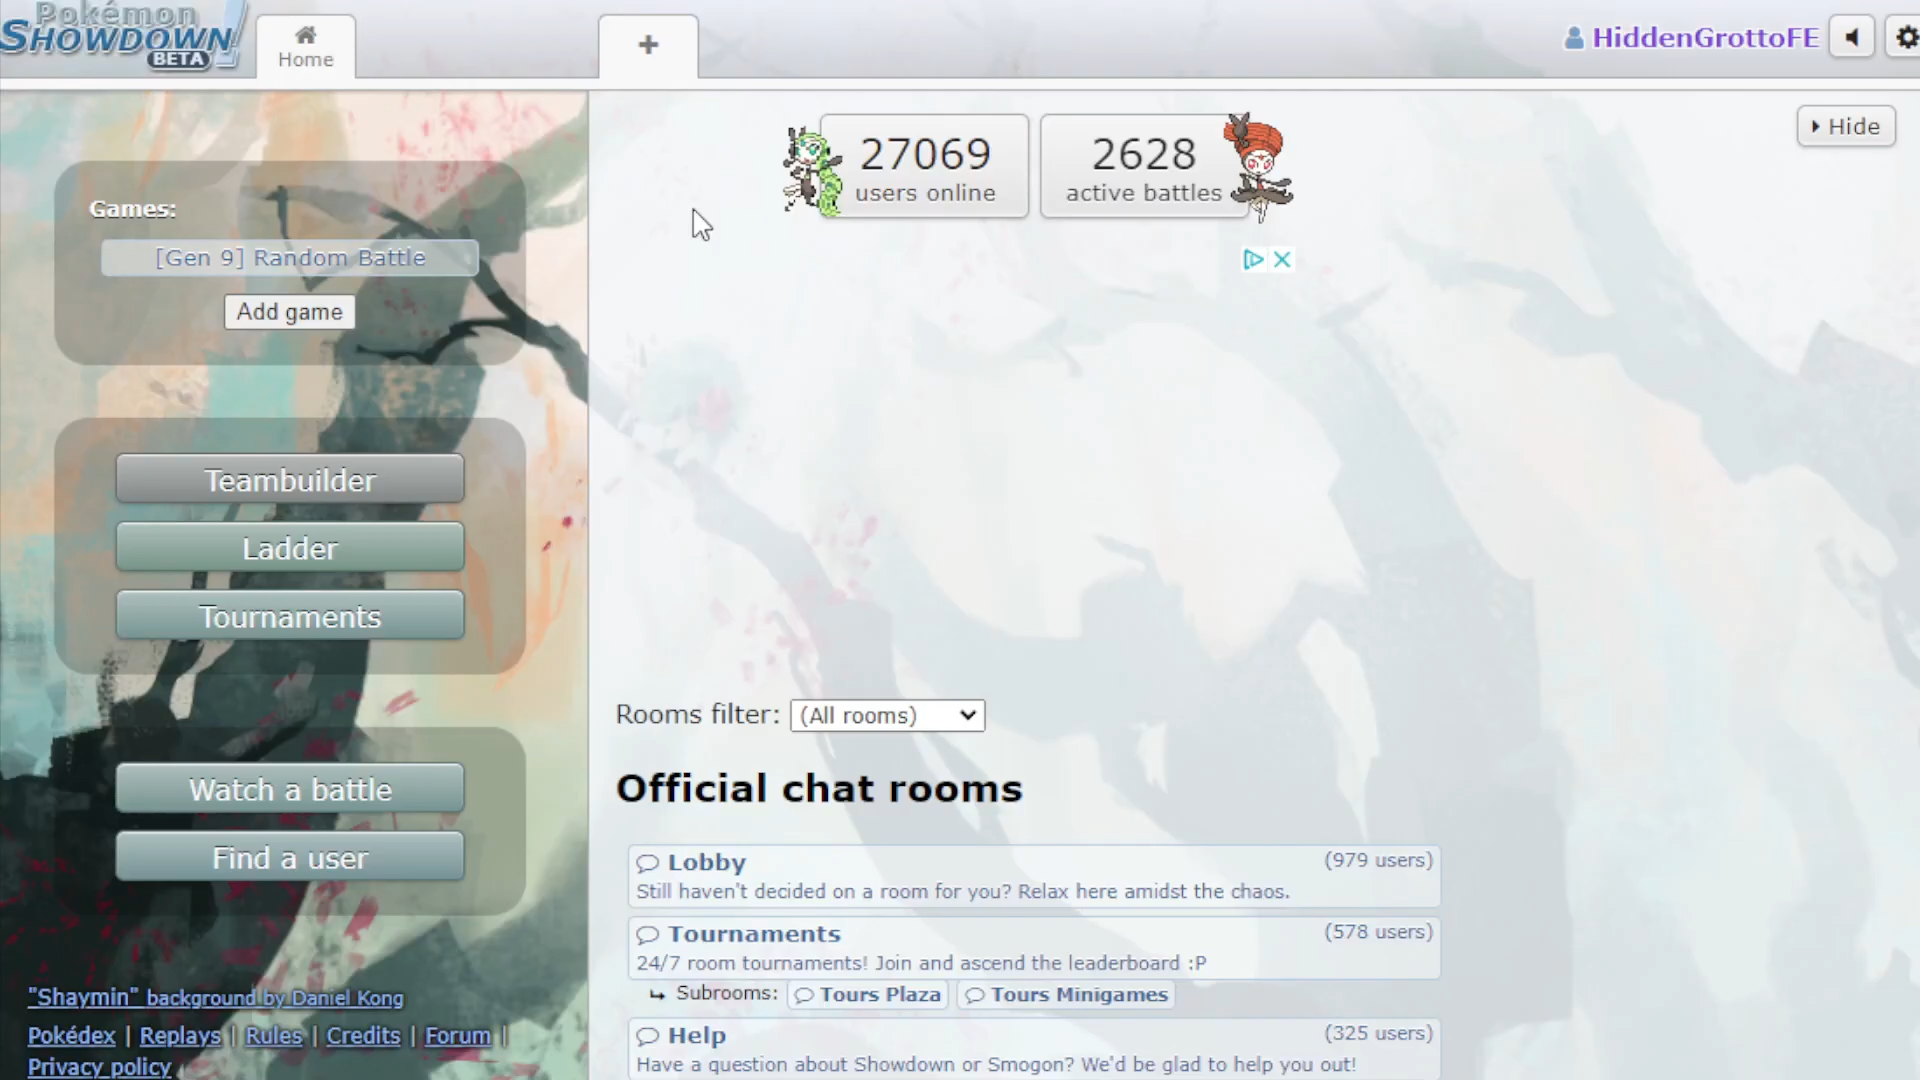 Pokémon
SHOWDOWN!
BETA
Home
+
HiddenGrottoFE
Games:
[Gen 9] Random Battle
Add game
Teambuilder
Ladder
Tournaments
Watch a battle
Find a user
"Shaymin" background by Daniel Kong
Pokédex | Replays | Rules | Credits | Forum |
Privacy policy
27069
users online
2628
active battles
Hide
Rooms filter: (All rooms)
Official chat rooms
Lobby (979 users)
Still haven't decided on a room for you? Relax here amidst the chaos.
Tournaments (578 users)
24/7 room tournaments! Join and ascend the leaderboard :P
Subrooms: Tours Plaza Tours Minigames
Help (325 users)
Have a question about Showdown or Smogon? We'd be glad to help you out!